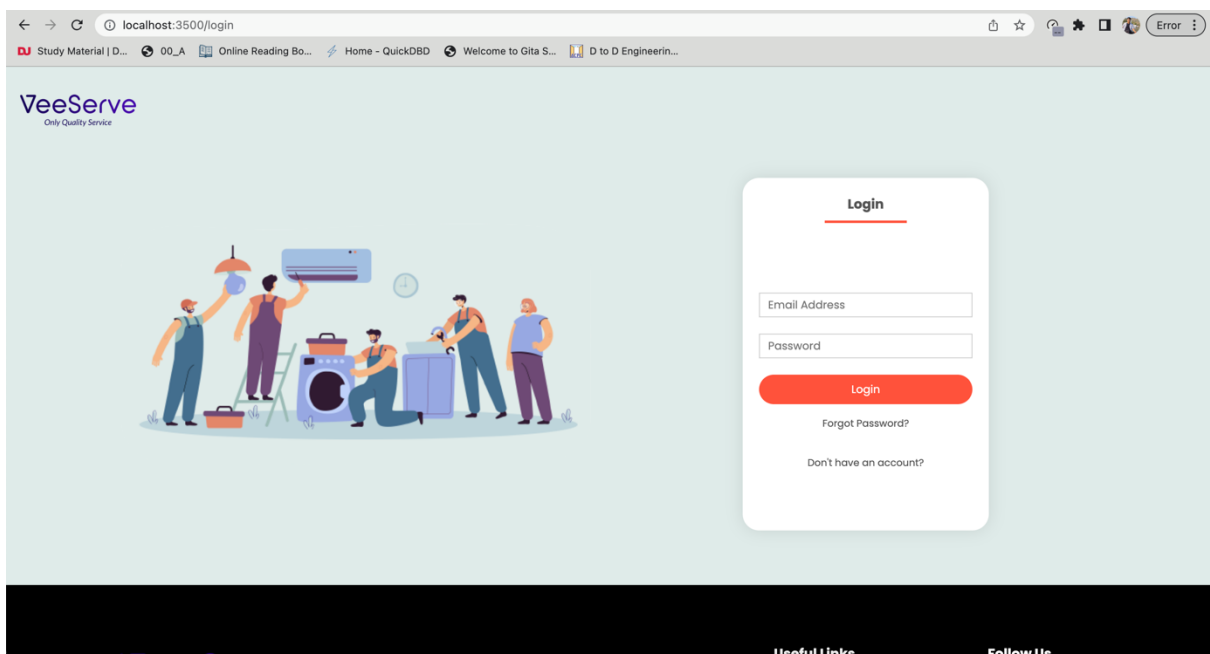 localhost:3500/login
Error
DJ Study Material | D... 00_A Online Reading Bo... Home - QuickDBD Welcome to Gita S... D to D Engineerin...
VeeServe
Only Quality Service
Login
Email Address
Password
Login
Forgot Password?
Don't have an account?
Useful Links Follow Us